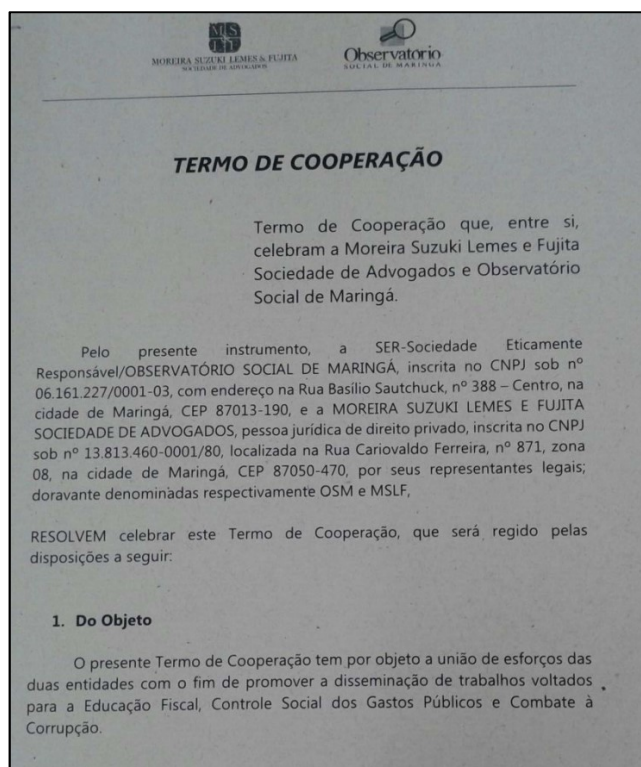 MOREIRA SUZUKI LEMES & FUJITA
SOCIEDADE DE ADVOGADOS
Observatório
SOCIAL DE MARINGÁ
TERMO DE COOPERAÇÃO
Termo de Cooperação que, entre si,
celebram a Moreira Suzuki Lemes e Fujita
Sociedade de Advogados e Observatório
Social de Maringá.
Pelo presente instrumento, a SER-Sociedade Eticamente
Responsável/OBSERVATÓRIO SOCIAL DE MARINGÁ, inscrita no CNPJ sob nº
06.161.227/0001-03, com endereço na Rua Basílio Sautchuck, nº 388 – Centro, na
cidade de Maringá, CEP 87013-190, e a MOREIRA SUZUKI LEMES E FUJITA
SOCIEDADE DE ADVOGADOS, pessoa jurídica de direito privado, inscrita no CNPJ
sob nº 13.813.460-0001/80, localizada na Rua Cariovaldo Ferreira, nº 871, zona
08, na cidade de Maringá, CEP 87050-470, por seus representantes legais;
doravante denominadas respectivamente OSM e MSLF,
RESOLVEM celebrar este Termo de Cooperação, que será regido pelas
disposições a seguir:
1. Do Objeto
O presente Termo de Cooperação tem por objeto a união de esforços das
duas entidades com o fim de promover a disseminação de trabalhos voltados
para a Educação Fiscal, Controle Social dos Gastos Públicos e Combate à
Corrupção.